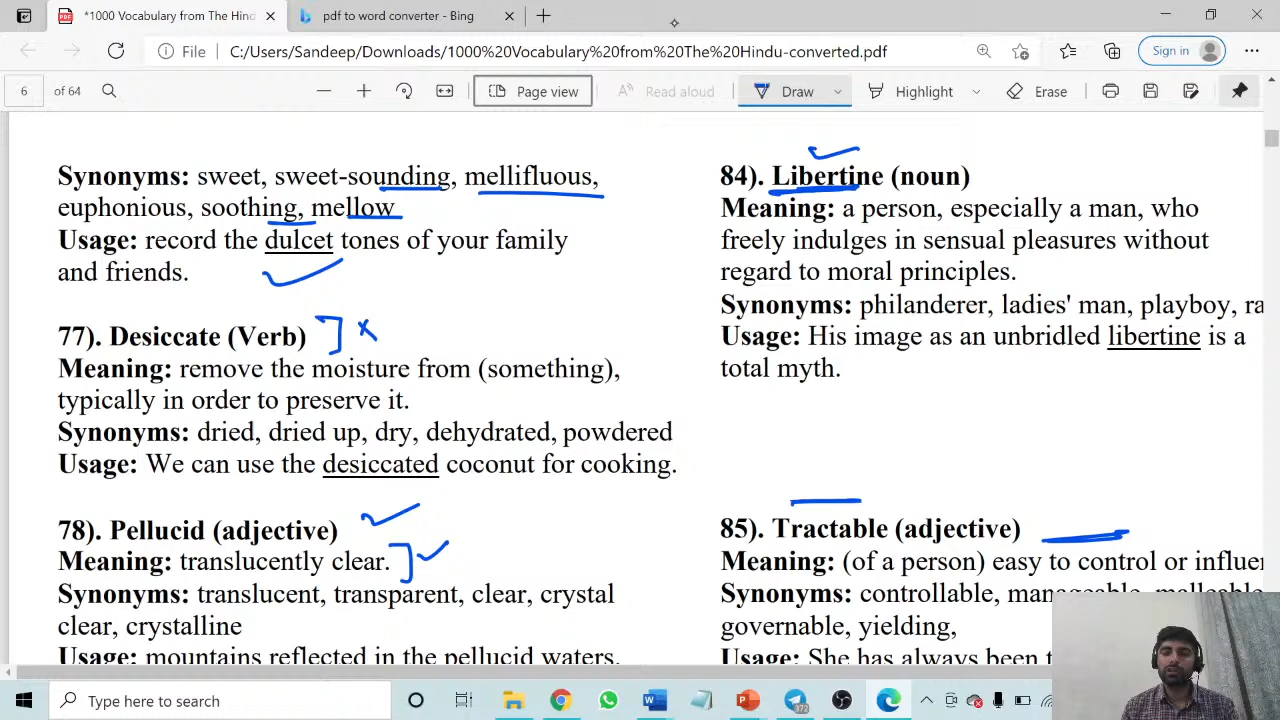 *1000 Vocabulary from The Hindu
pdf to word converter - Bing
File
C:/Users/Sandeep/Downloads/1000%20Vocabulary%20from%20The%20Hindu-converted.pdf
Sign in
6 of 64
Page view
Read aloud
Draw
Highlight
Erase
Synonyms: sweet, sweet-sounding, mellifluous,
euphonious, soothing, mellow
Usage: record the dulcet tones of your family
and friends.
77). Desiccate (Verb)
Meaning: remove the moisture from (something),
typically in order to preserve it.
Synonyms: dried, dried up, dry, dehydrated, powdered
Usage: We can use the desiccated coconut for cooking.
78). Pellucid (adjective)
Meaning: translucently clear.
Synonyms: translucent, transparent, clear, crystal
clear, crystalline
Usage: mountains reflected in the pellucid waters.
84). Libertine (noun)
Meaning: a person, especially a man, who
freely indulges in sensual pleasures without
regard to moral principles.
Synonyms: philanderer, ladies' man, playboy, ra
Usage: His image as an unbridled libertine is a
total myth.
85). Tractable (adjective)
Meaning: (of a person) easy to control or influen
Synonyms: controllable, manageable, malleable,
governable, yielding,
Usage: She has always been t
Type here to search
372